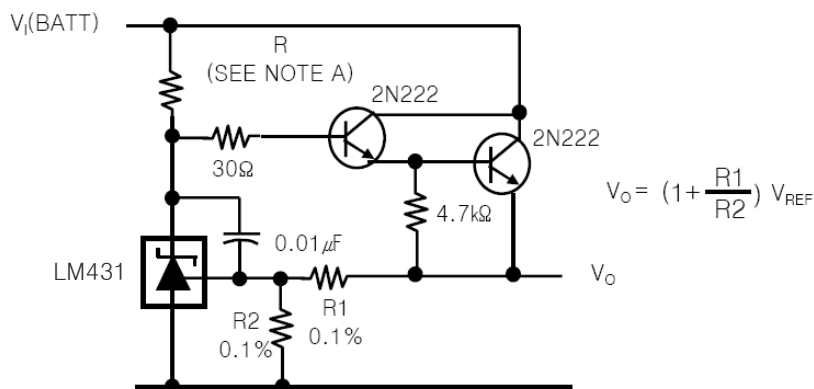 V_I(BATT)
R
(SEE NOTE A)
2N222
2N222
30Ω
4.7kΩ
V_O = (1+ R1/R2) V_REF
0.01μF
LM431
R1
0.1%
R2
0.1%
V_O